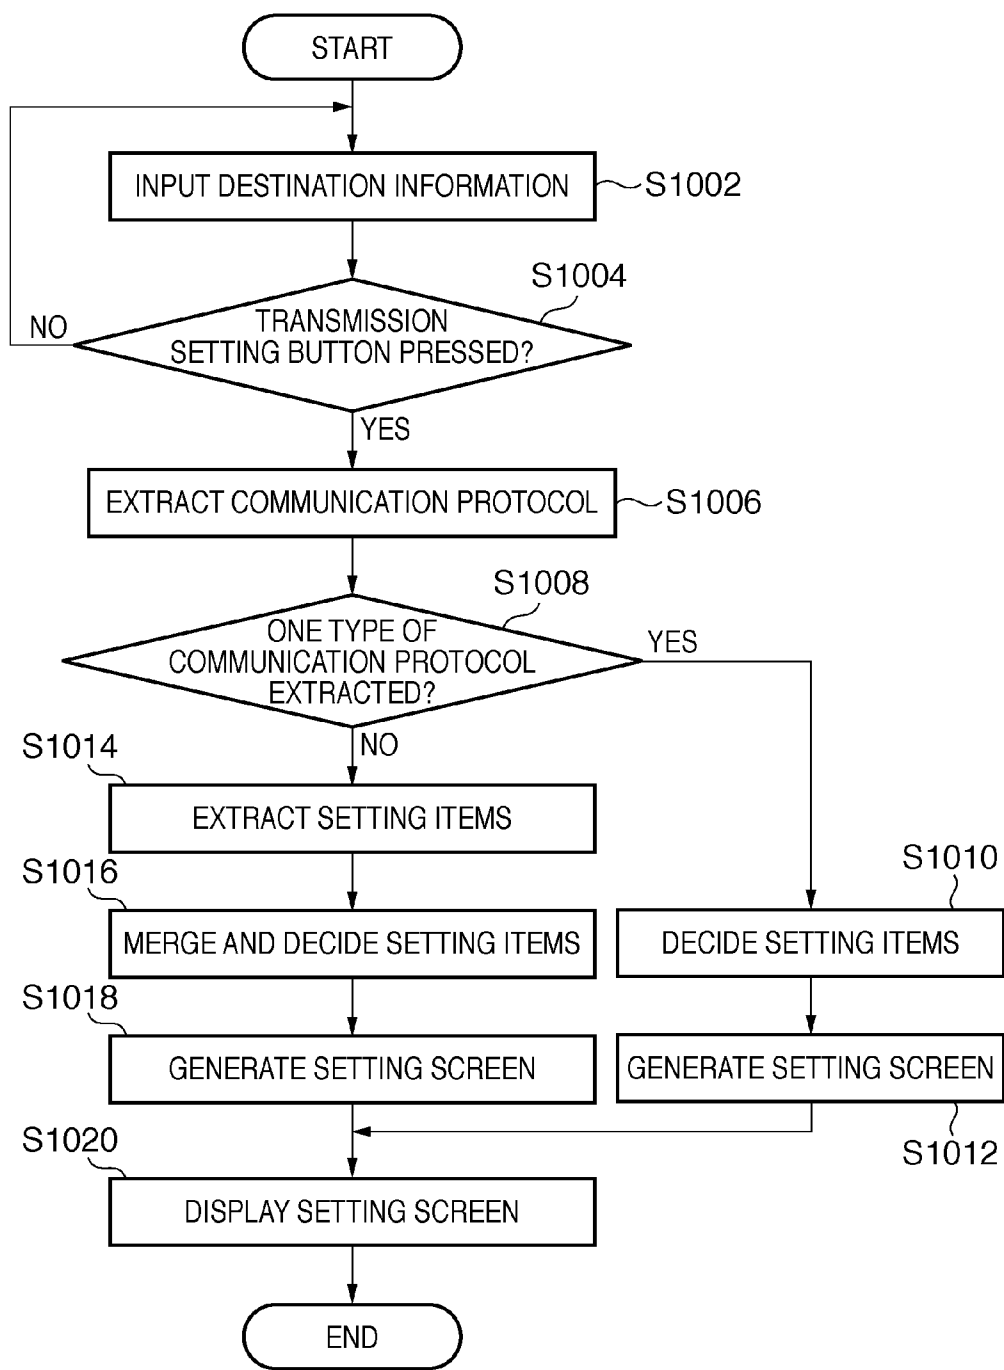 START
INPUT DESTINATION INFORMATION
S1002
S1004
TRANSMISSION
SETTING BUTTON PRESSED?
NO
YES
EXTRACT COMMUNICATION PROTOCOL
S1006
S1008
ONE TYPE OF
COMMUNICATION PROTOCOL
EXTRACTED?
YES
NO
S1014
EXTRACT SETTING ITEMS
S1016
MERGE AND DECIDE SETTING ITEMS
S1010
DECIDE SETTING ITEMS
S1018
GENERATE SETTING SCREEN
GENERATE SETTING SCREEN
S1012
S1020
DISPLAY SETTING SCREEN
END